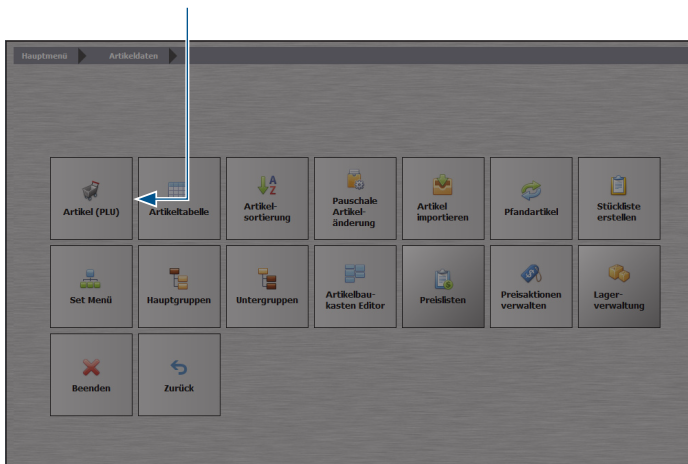 Hauptmenü Artikeldaten
Artikel (PLU)
Artikeltabelle
Artikel-
sortierung
Pauschale
Artikel-
änderung
Artikel
importieren
Pfandartikel
Stückliste
erstellen
Set Menü
Hauptgruppen
Untergruppen
Artikelbau-
kasten Editor
Preislisten
Preisaktionen
verwalten
Lager-
verwaltung
Beenden
Zurück